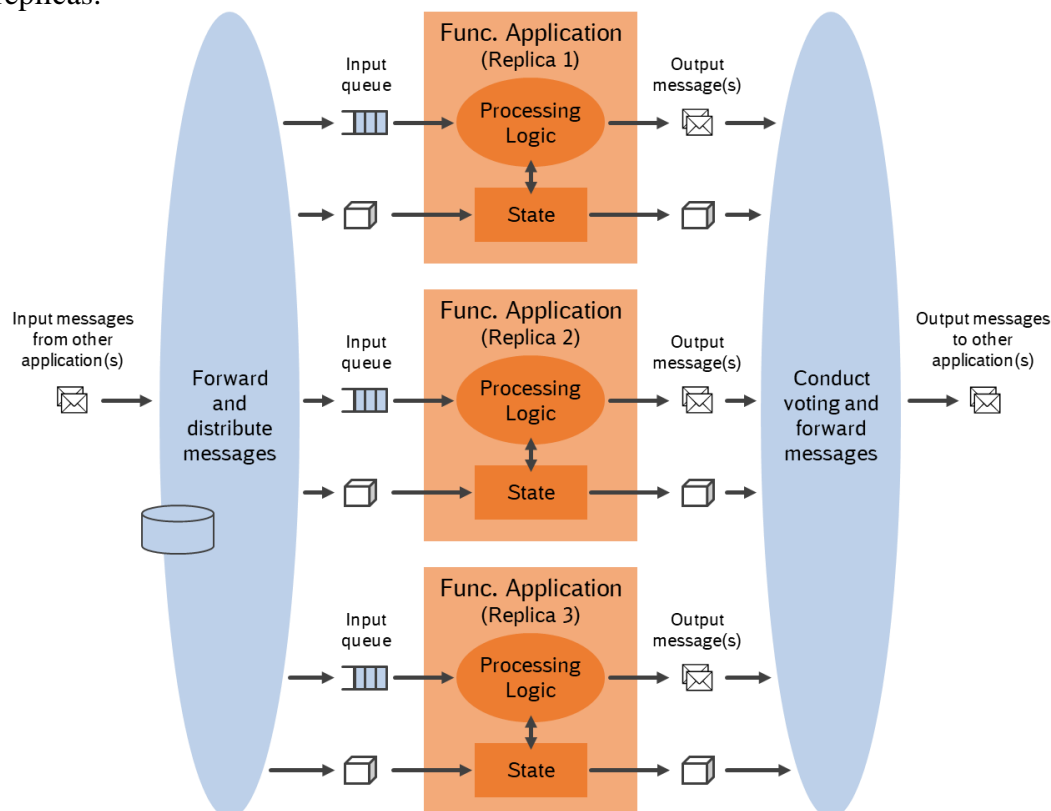 replicas.
Func. Application
(Replica 1)
Input
queue
Output
message(s)
Processing
Logic
State
Func. Application
(Replica 2)
Input messages
from other
application(s)
Input
queue
Output
message(s)
Output messages
to other
application(s)
Forward
and
distribute
messages
Processing
Logic
Conduct
voting and
forward
messages
State
Func. Application
(Replica 3)
Input
queue
Output
message(s)
Processing
Logic
State